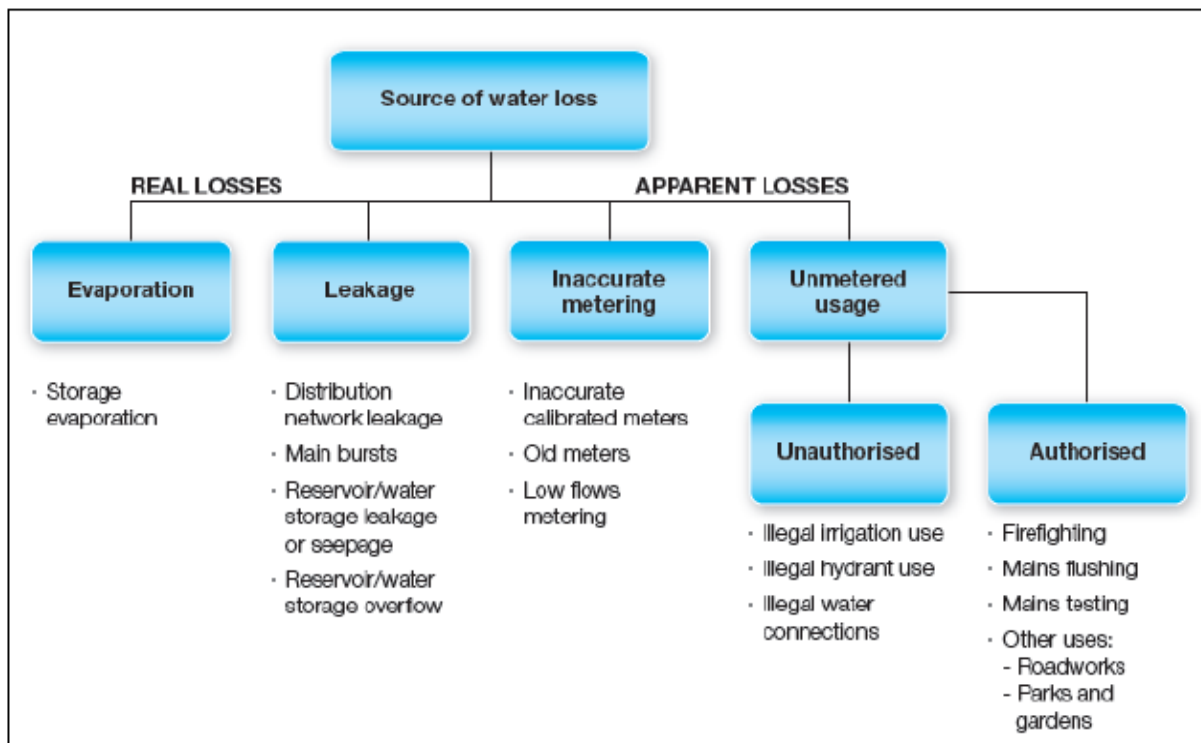 Source of water loss
REAL LOSSES
APPARENT LOSSES
Evaporation
· Storage
evaporation
Leakage
· Distribution
network leakage
· Main bursts
· Reservoir/water
storage leakage
or seepage
· Reservoir/water
storage overflow
Inaccurate
metering
· Inaccurate
calibrated meters
· Old meters
· Low flows
metering
Unmetered
usage
Unauthorised
· Illegal irrigation use
· Illegal hydrant use
· Illegal water
connections
Authorised
· Firefighting
· Mains flushing
· Mains testing
· Other uses:
- Roadworks
- Parks and
gardens